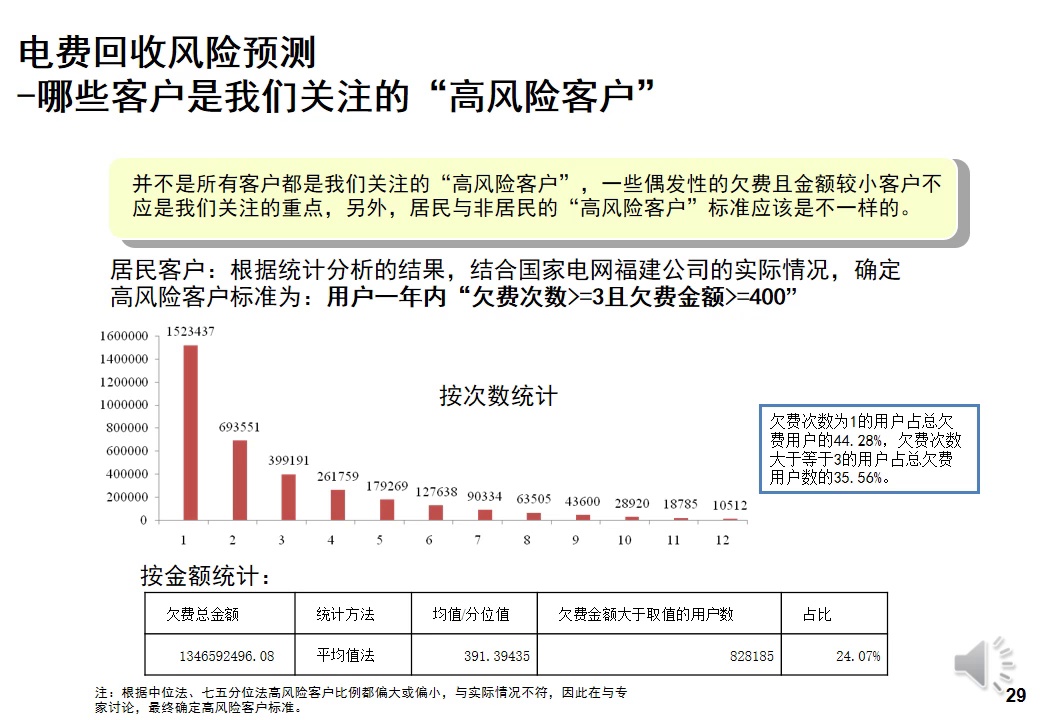 电费回收风险预测
-哪些客户是我们关注的“高风险客户”
并不是所有客户都是我们关注的“高风险客户”，一些偶发性的欠费且金额较小客户不
应是我们关注的重点，另外，居民与非居民的“高风险客户”标准应该是不一样的。
居民客户：根据统计分析的结果，结合国家电网福建公司的实际情况，确定
高风险客户标准为：用户一年内“欠费次数>=3且欠费金额>=400”
按次数统计
1600000
1400000
1200000
1000000
800000
600000
400000
200000
0
1523437
693551
399191
261759
179269
127638
90334
63505
43600
28920
18785
10512
1 2 3 4 5 6 7 8 9 10 11 12
欠费次数为1的用户占总欠
费用户的44.28%，欠费次数
大于等于3的用户占总欠费
用户数的35.56%。
按金额统计：
欠费总金额 统计方法 均值/分位值 欠费金额大于取值的用户数 占比
1346592496.08 平均值法 391.39435 828185 24.07%
注：根据中位法、七五分位法高风险客户比例都偏大或偏小，与实际情况不符，因此在与专
家讨论，最终确定高风险客户标准。
29